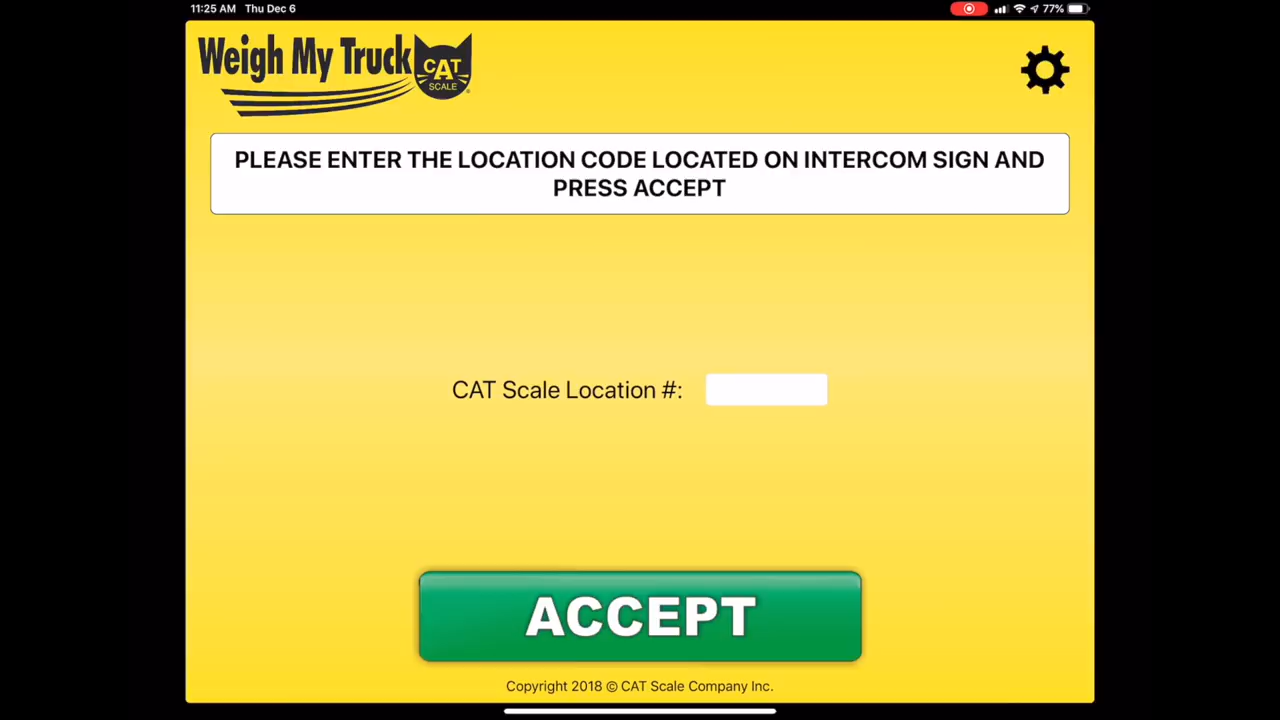 11:25 AM Thu Dec 6
77%
Weigh My Truck
CAT
SCALE
PLEASE ENTER THE LOCATION CODE LOCATED ON INTERCOM SIGN AND
PRESS ACCEPT
CAT Scale Location #:
ACCEPT
Copyright 2018 © CAT Scale Company Inc.